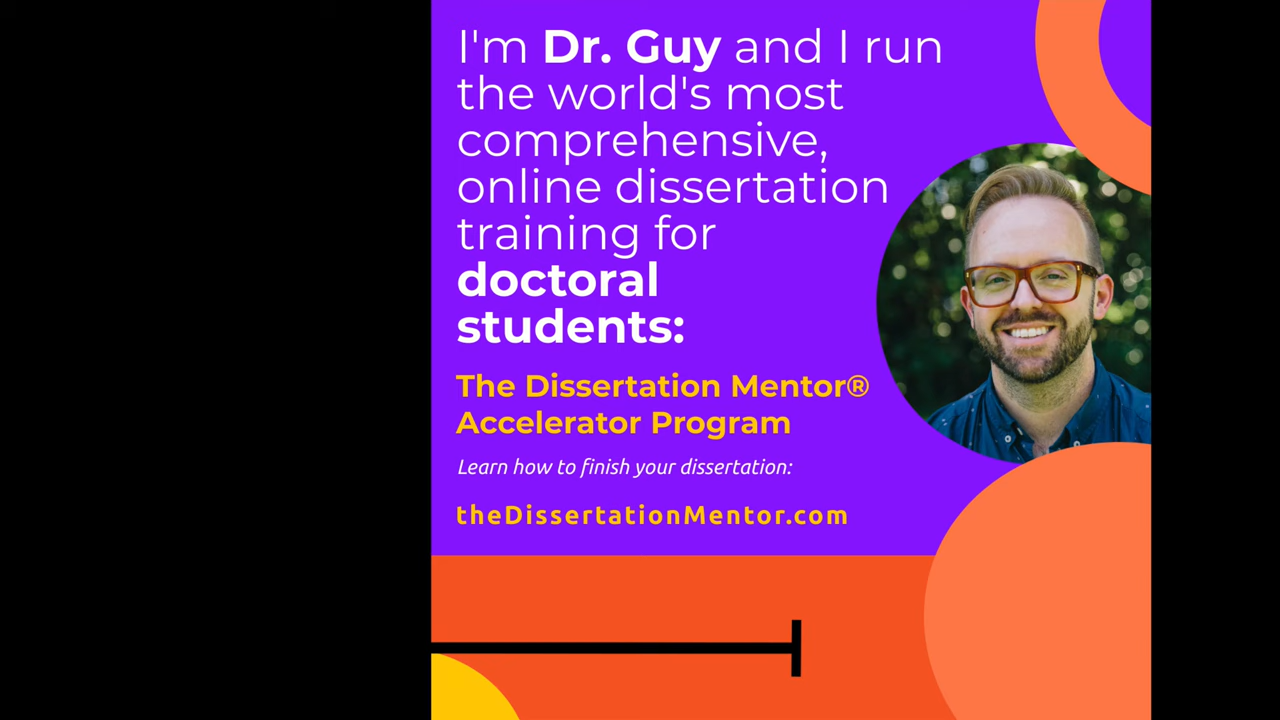 I'm Dr. Guy and I run
the world's most
comprehensive,
online dissertation
training for
doctoral
students:
The Dissertation Mentor®
Accelerator Program
Learn how to finish your dissertation:
theDissertationMentor.com